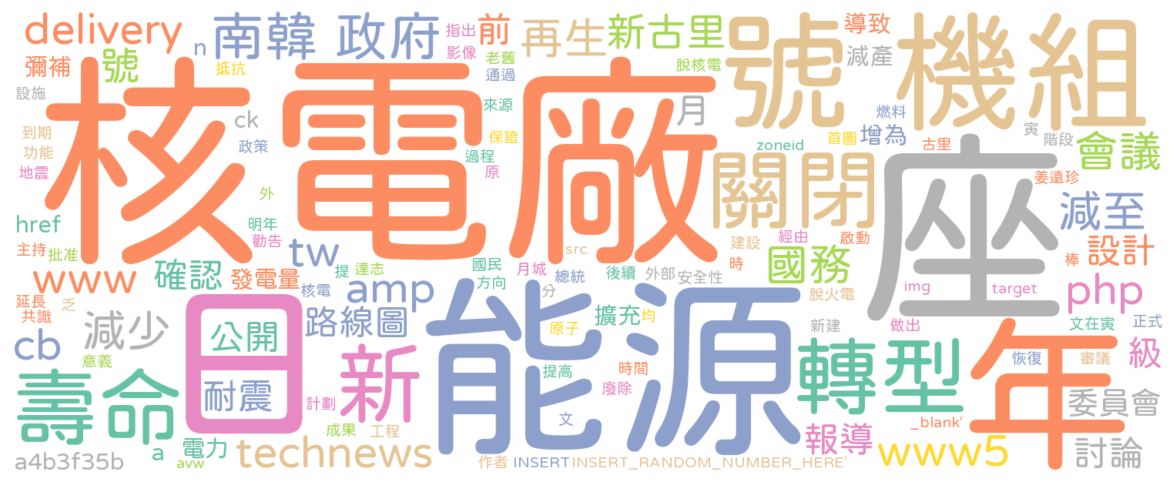 delivery
n
南韓
政府
指出
影像
前
再生
新古里
號
機組
導致
減產
彌補
號
抵抗
老舊
通過
脫核電
設施
核電廠
ck
來源
月
燃料
寅
階段
到期
功能
地震
政策
保證
過程
原
zoneid
首圖
增為
古里
會議
關閉
座
姜遠珍
減至
外
href
明年
勸告
主持
批准
tw
src
建設
時
經由
啟動
國務
棒
設計
www
確認
發電量
提
達志
國民
方向
月城
總統
後續
外部
安全性
分
核電
amp
img
target
php
脫火電
延長
共識
反
減少
公開
日
路線圖
能源
原子
擴充
均
新建
做出
文在寅
正式
cb
意義
耐震
新
提高
時間
廢除
轉型
年
恢復
審議
級
壽命
計劃
文
委員會
成果
工程
a
電力
avw
technews
報導
_blank'
www5
討論
a4b3f35b
作者
INSERT
INSERT_RANDOM_NUMBER_HERE'